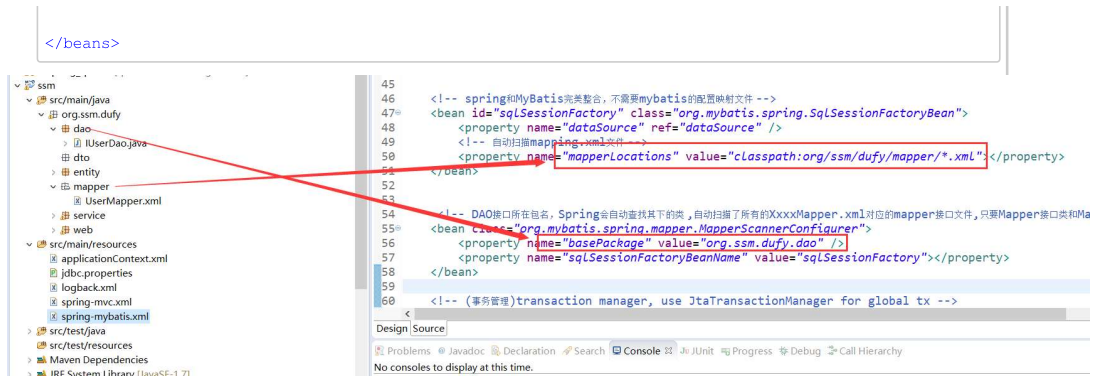 </beans>
ssm
src/main/java
org.ssm.dufy
dao
IUserDao.java
dto
entity
mapper
UserMapper.xml
service
web
src/main/resources
applicationContext.xml
jdbc.properties
logback.xml
spring-mvc.xml
spring-mybatis.xml
src/test/java
src/test/resources
Maven Dependencies
JRE System Library [JavaSE-1.7]
45
46 <!-- spring和MyBatis完美整合，不需要mybatis的配置映射文件 -->
47 <bean id="sqlSessionFactory" class="org.mybatis.spring.SqlSessionFactoryBean">
48 <property name="dataSource" ref="dataSource" />
49 <!-- 自动扫描mapping.xml文件 -->
50 <property name="mapperLocations" value="classpath:org/ssm/dufy/mapper/*.xml"></property>
51 </bean>
52
53
54 <!-- DAO接口所在包名，Spring会自动查找其下的类 ,自动扫描了所有的XxxxMapper.xml对应的mapper接口文件,只要Mapper接口类和Ma
55 <bean class="org.mybatis.spring.mapper.MapperScannerConfigurer">
56 <property name="basePackage" value="org.ssm.dufy.dao" />
57 <property name="sqlSessionFactoryBeanName" value="sqlSessionFactory"></property>
58 </bean>
59
60 <!-- (事务管理)transaction manager, use JtaTransactionManager for global tx -->
Design Source
Problems Javadoc Declaration Search Console JUnit Progress Debug Call Hierarchy
No consoles to display at this time.